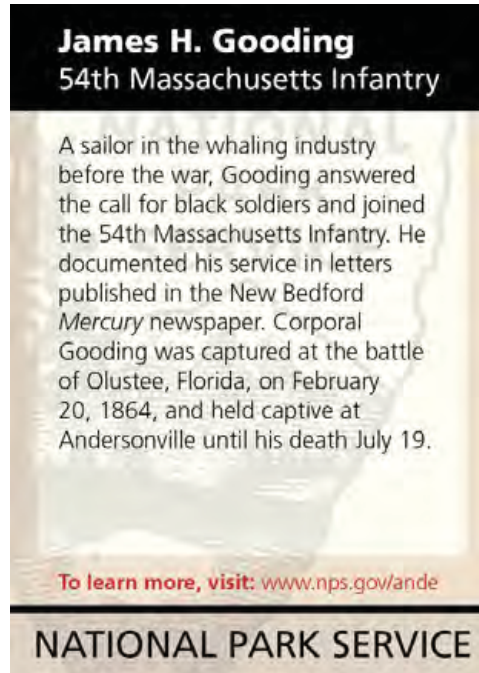 James H. Gooding
54th Massachusetts Infantry
A sailor in the whaling industry
before the war, Gooding answered
the call for black soldiers and joined
the 54th Massachusetts Infantry. He
documented his service in letters
published in the New Bedford
Mercury newspaper. Corporal
Gooding was captured at the battle
of Olustee, Florida, on February
20, 1864, and held captive at
Andersonville until his death July 19.
To learn more, visit: www.nps.gov/ande
NATIONAL PARK SERVICE